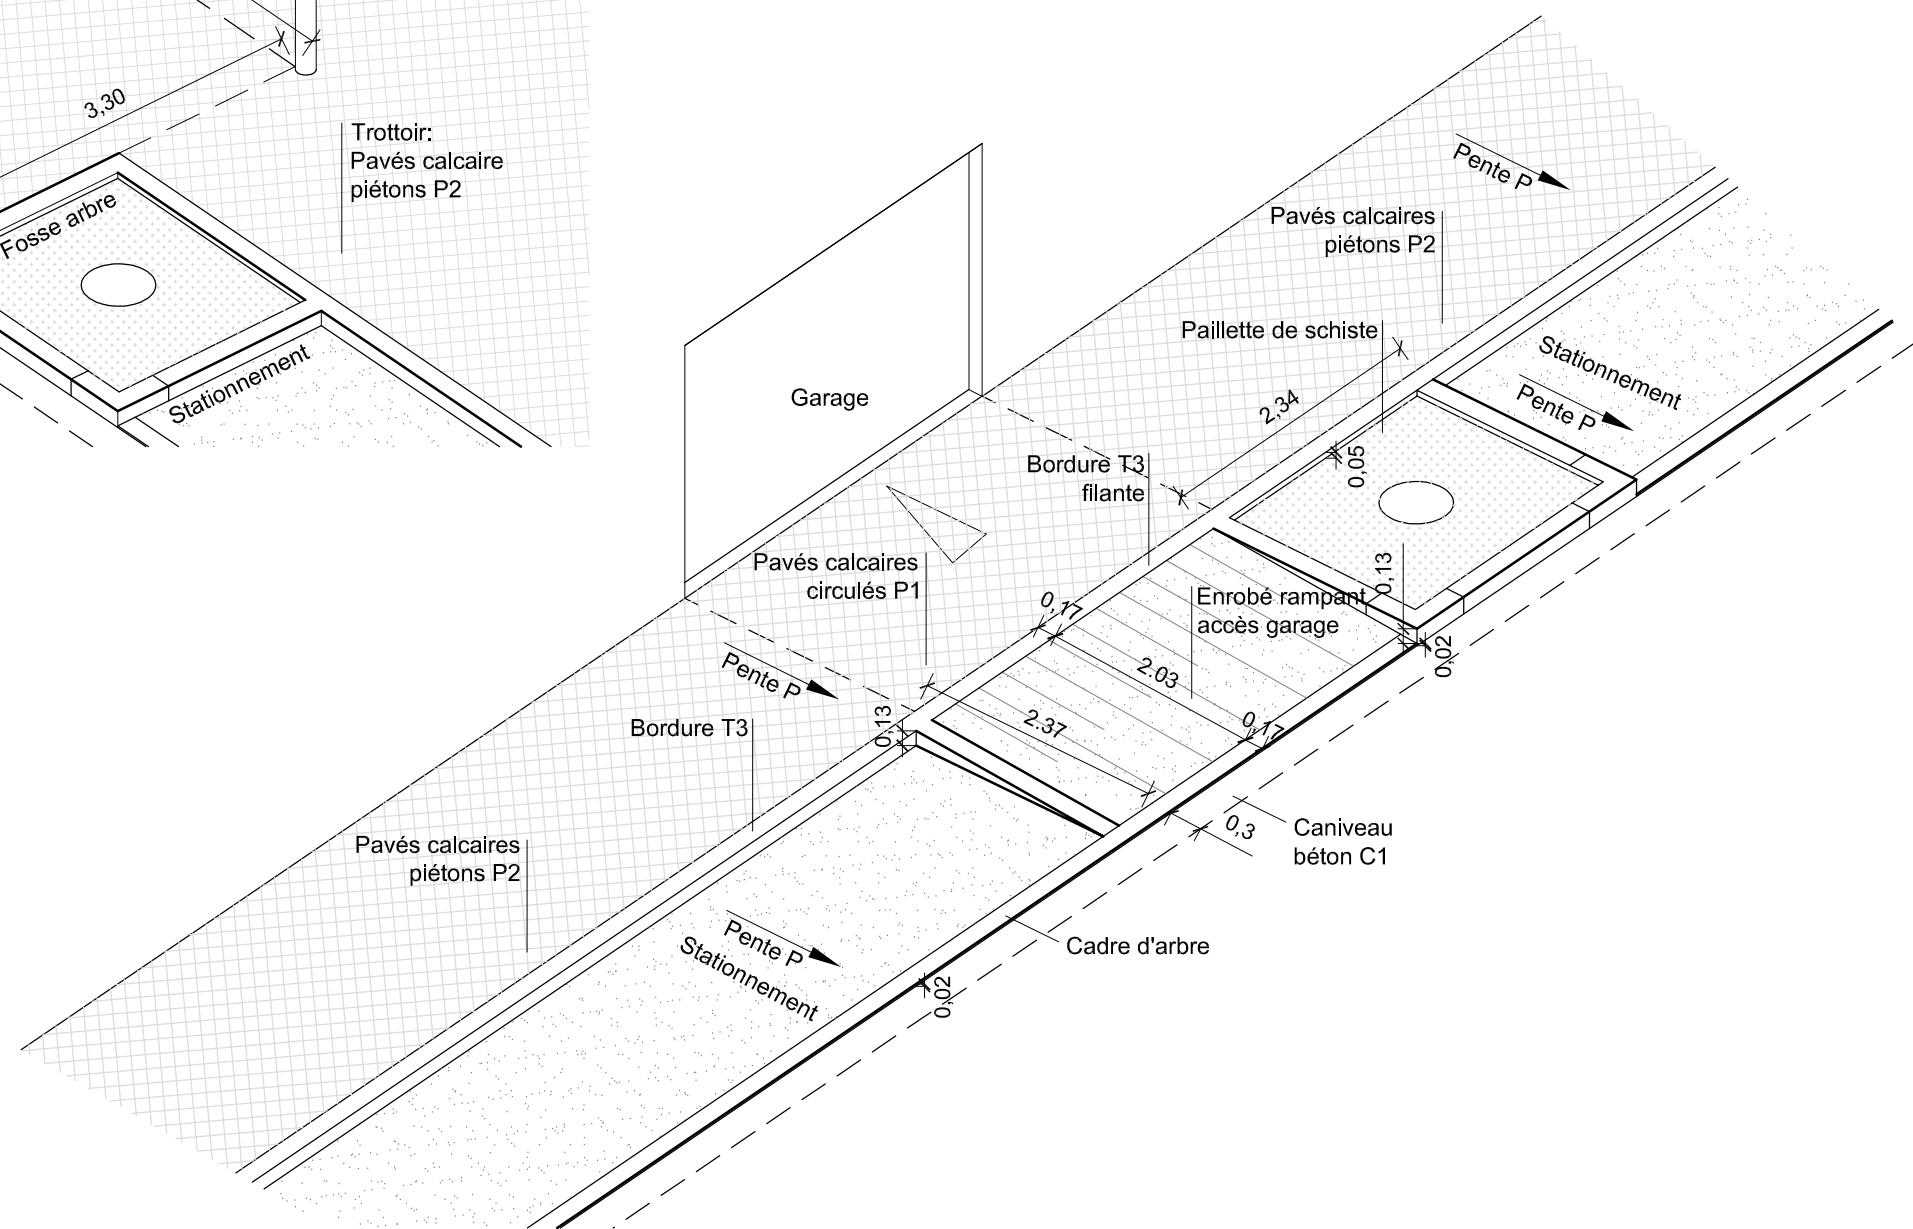 3,30
Trottoir:
Pavés calcaire
piétons P2
Fosse arbre
Stationnement
Garage
Pente P
Pavés calcaires
piétons P2
Paillette de schiste
Stationnement
Pente P
2,34
Bordure T3
filante
0,05
Pavés calcaires
circulés P1
0,13
0,17
Enrobé rampant
accès garage
0,02
Pente P
2.03
0,13
2.37
0,17
Bordure T3
Pavés calcaires
piétons P2
0,3
Caniveau
béton C1
Pente P
Stationnement
Cadre d'arbre
0,02